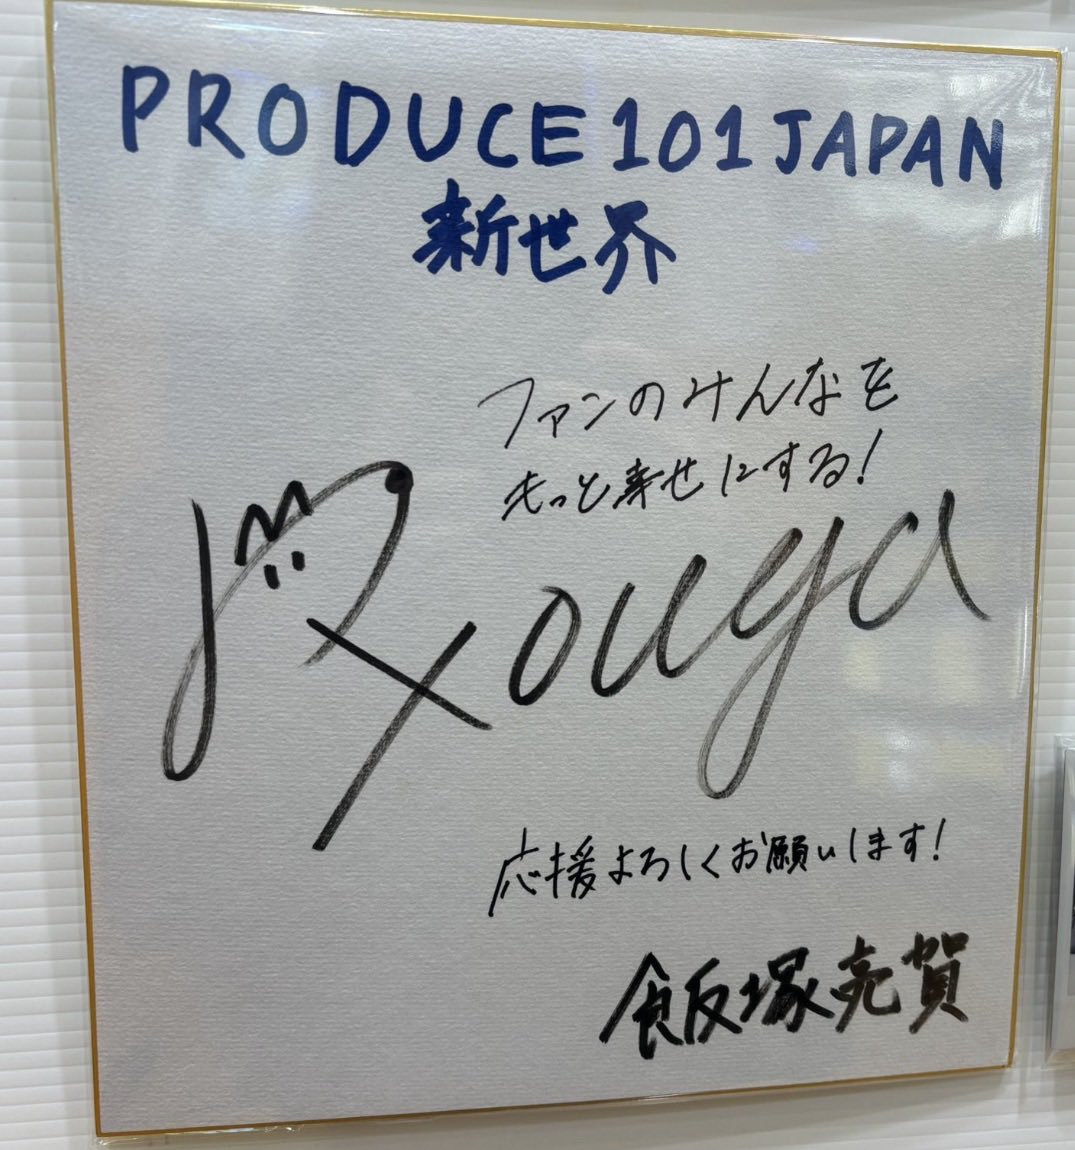 PRODUCE 101 JAPAN
新世界
ファンのみんなを
もっと幸せにする!
Ryouga
応援よろしくお願いします!
飯塚亮賀